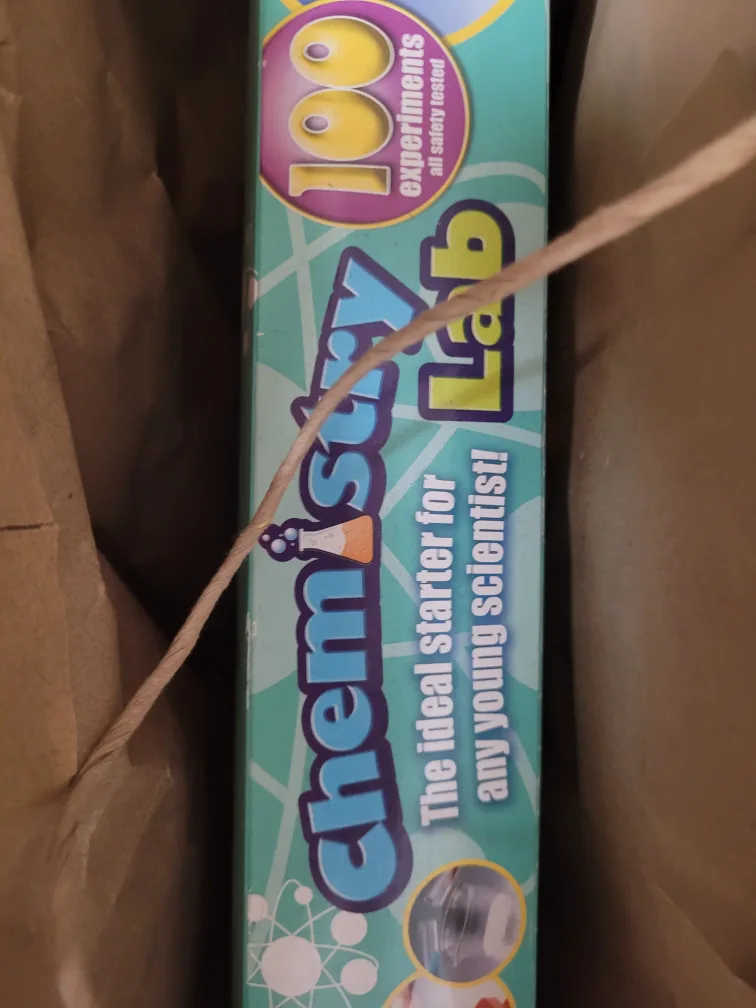 Chemistry
Lab
The ideal starter for
any young scientist!
100
experiments
all safety tested